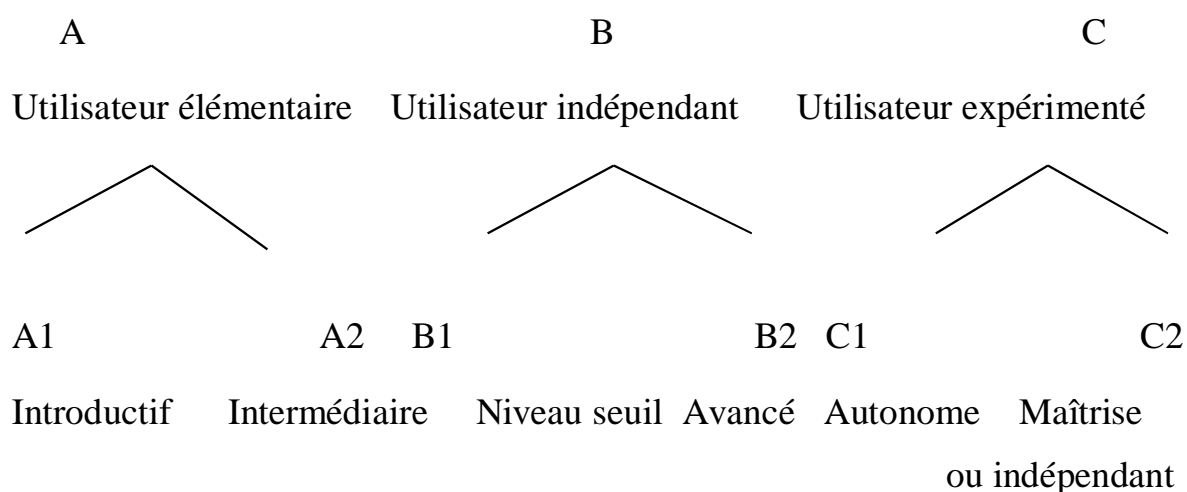 A B C
Utilisateur élémentaire Utilisateur indépendant Utilisateur expérimenté
A1 A2 B1 B2 C1 C2
Introductif Intermédiaire Niveau seuil Avancé Autonome Maîtrise
ou indépendant